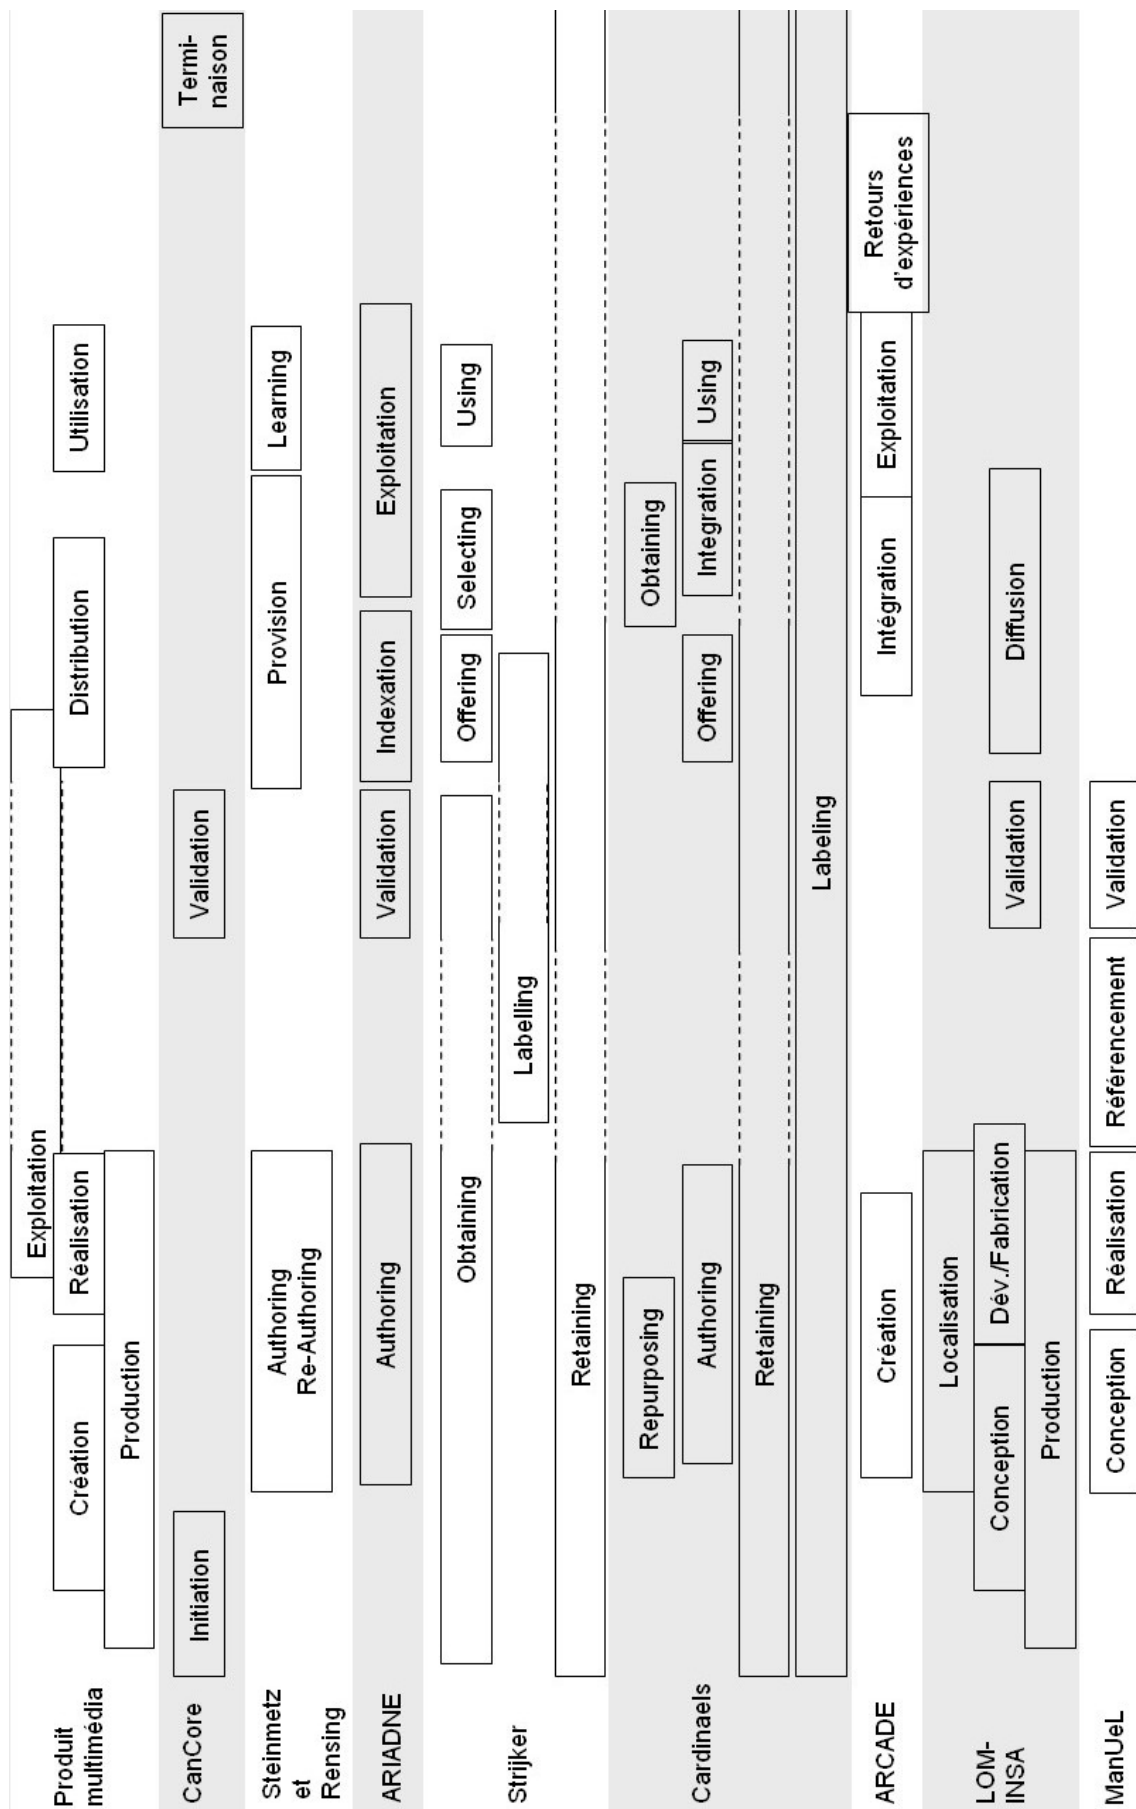 Produit
multimédia
Exploitation
Création
Réalisation
Distribution
Utilisation
Production
CanCore
Initiation
Validation
Termi-
naison
Steinmetz
et
Rensing
Authoring
Re-Authoring
Provision
Learning
ARIADNE
Authoring
Validation
Indexation
Exploitation
Strijker
Obtaining
Offering
Selecting
Using
Labelling
Retaining
Cardinaels
Repurposing
Obtaining
Authoring
Offering
Integration
Using
Retaining
Labeling
ARCADE
Création
Intégration
Exploitation
Retours
d'expériences
LOM-
INSA
Localisation
Conception
Dév./Fabrication
Validation
Diffusion
Production
ManUeL
Conception
Réalisation
Référencement
Validation